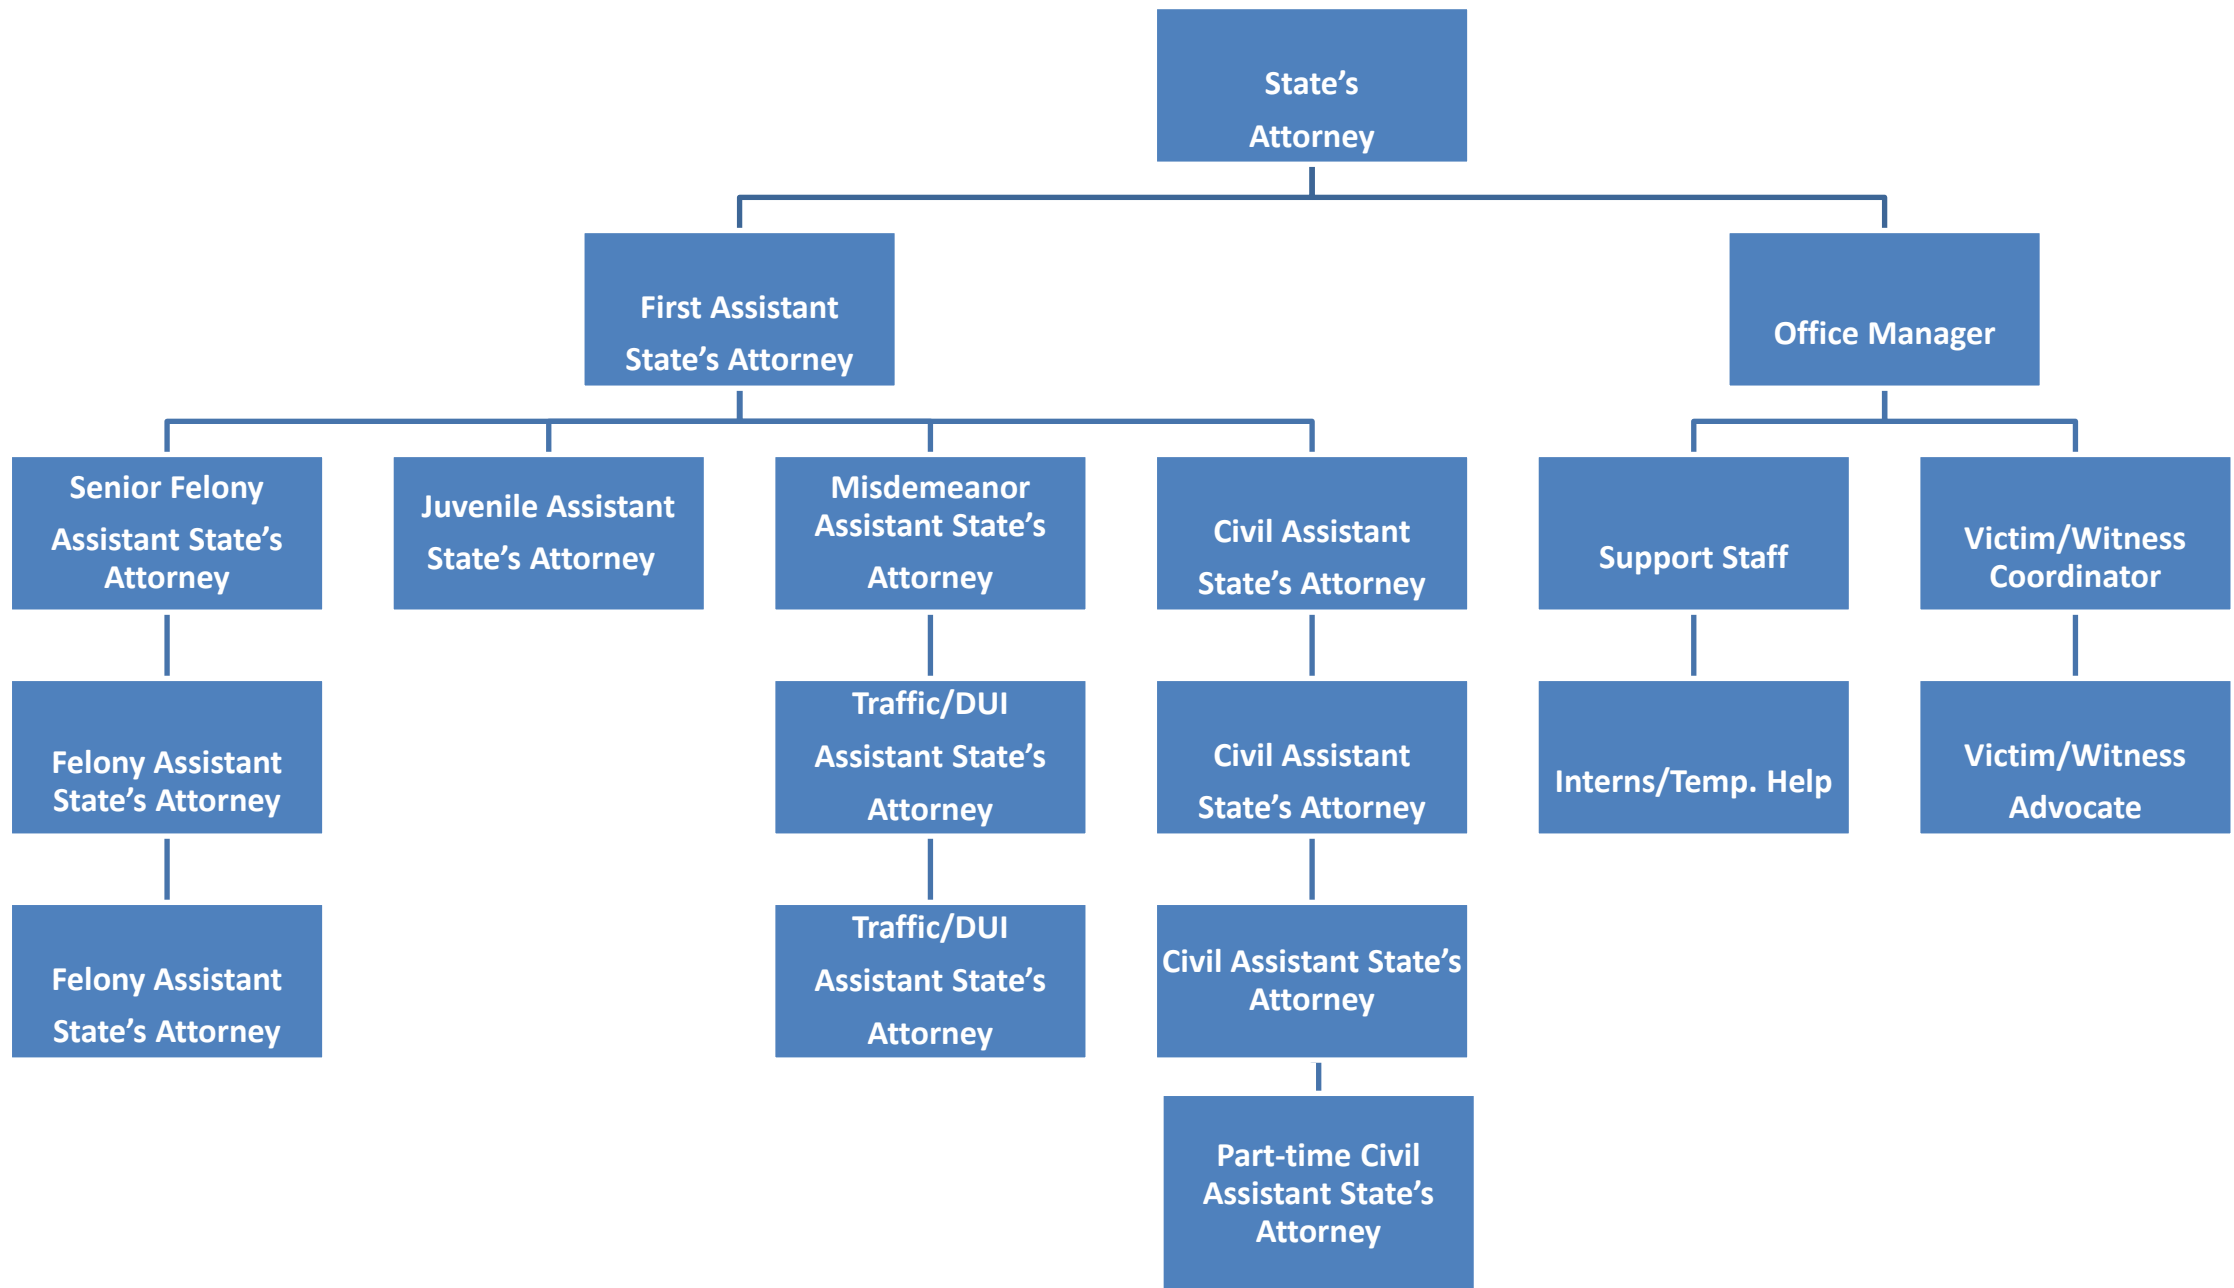 State’s
Attorney
First Assistant
State’s Attorney
Office Manager
Senior Felony
Assistant State’s
Attorney
Juvenile Assistant
State’s Attorney
Misdemeanor
Assistant State’s
Attorney
Civil Assistant
State’s Attorney
Support Staff
Victim/Witness
Coordinator
Felony Assistant
State’s Attorney
Traffic/DUI
Assistant State’s
Attorney
Civil Assistant
State’s Attorney
Interns/Temp. Help
Victim/Witness
Advocate
Felony Assistant
State’s Attorney
Traffic/DUI
Assistant State’s
Attorney
Civil Assistant State’s
Attorney
Part-time Civil
Assistant State’s
Attorney